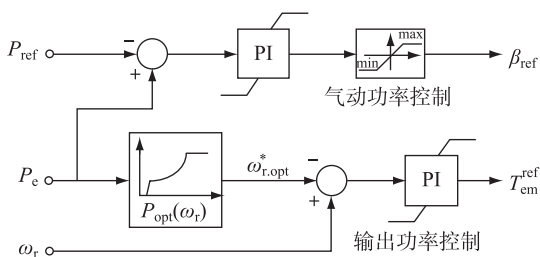 P_ref
−
+
PI
max
min
β_ref
气动功率控制
P_e
P_opt(ω_r)
ω*_r.opt
−
+
PI
T_em^ref
输出功率控制
ω_r